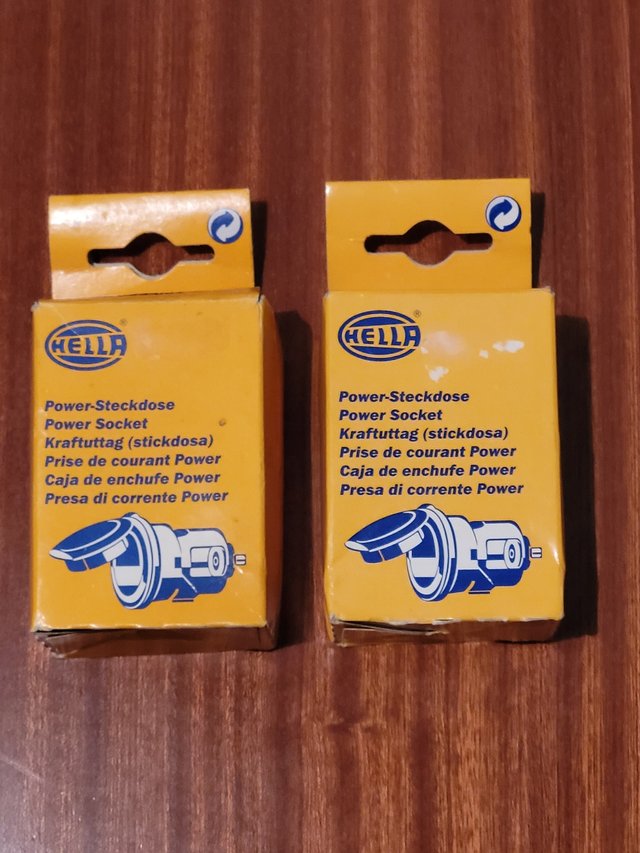 HELLA®
Power-Steckdose
Power Socket
Kraftuttag (stickdosa)
Prise de courant Power
Caja de enchufe Power
Presa di corrente Power
HELLA®
Power-Steckdose
Power Socket
Kraftuttag (stickdosa)
Prise de courant Power
Caja de enchufe Power
Presa di corrente Power